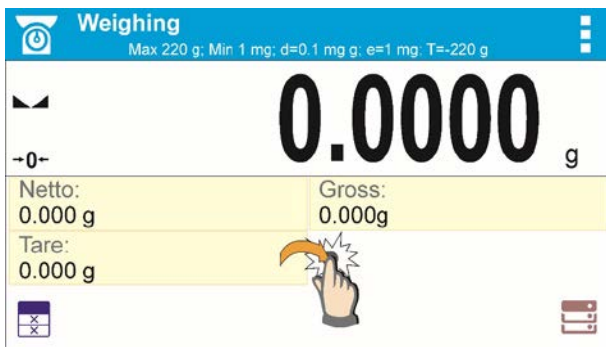 Weighing
Max 220 g; Min 1 mg; d=0.1 mg g; e=1 mg; T=-220 g
0.0000 g
→0←
Netto:
0.000 g
Gross:
0.000g
Tare:
0.000 g